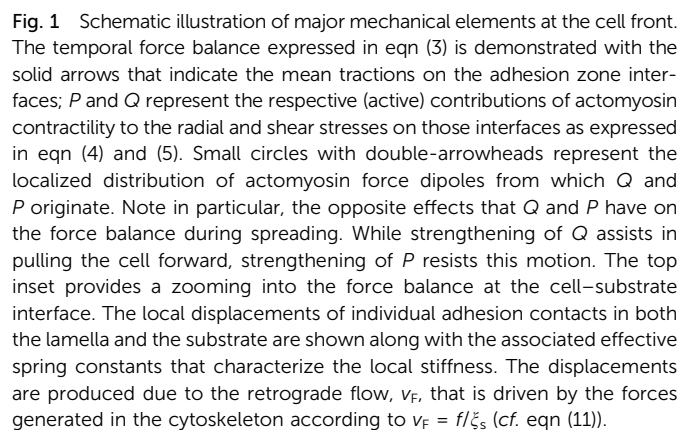 Fig. 1 Schematic illustration of major mechanical elements at the cell front.
The temporal force balance expressed in eqn (3) is demonstrated with the
solid arrows that indicate the mean tractions on the adhesion zone inter-
faces; P and Q represent the respective (active) contributions of actomyosin
contractility to the radial and shear stresses on those interfaces as expressed
in eqn (4) and (5). Small circles with double-arrowheads represent the
localized distribution of actomyosin force dipoles from which Q and
P originate. Note in particular, the opposite effects that Q and P have on
the force balance during spreading. While strengthening of Q assists in
pulling the cell forward, strengthening of P resists this motion. The top
inset provides a zooming into the force balance at the cell–substrate
interface. The local displacements of individual adhesion contacts in both
the lamella and the substrate are shown along with the associated effective
spring constants that characterize the local stiffness. The displacements
are produced due to the retrograde flow, vF, that is driven by the forces
generated in the cytoskeleton according to vF = f/ξs (cf. eqn (11)).